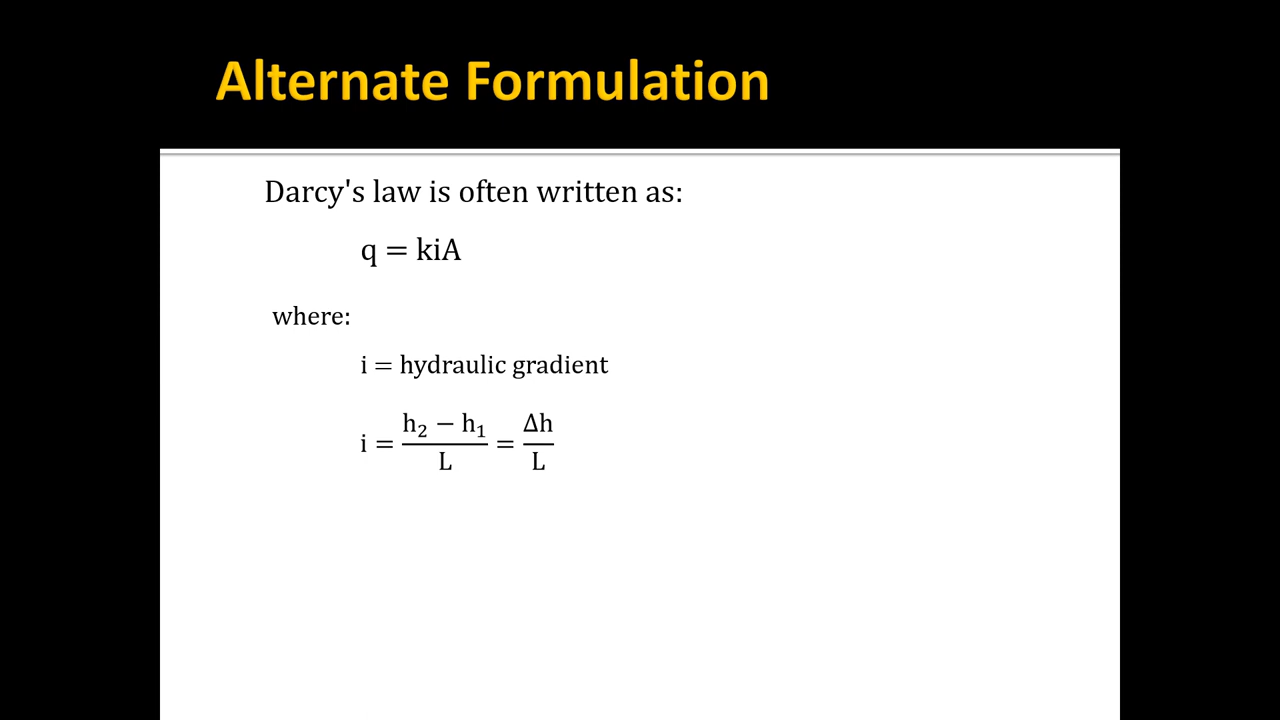 Alternate Formulation
Darcy's law is often written as:
q = kiA
where:
i = hydraulic gradient
i = (h₂ − h₁)/L = Δh/L